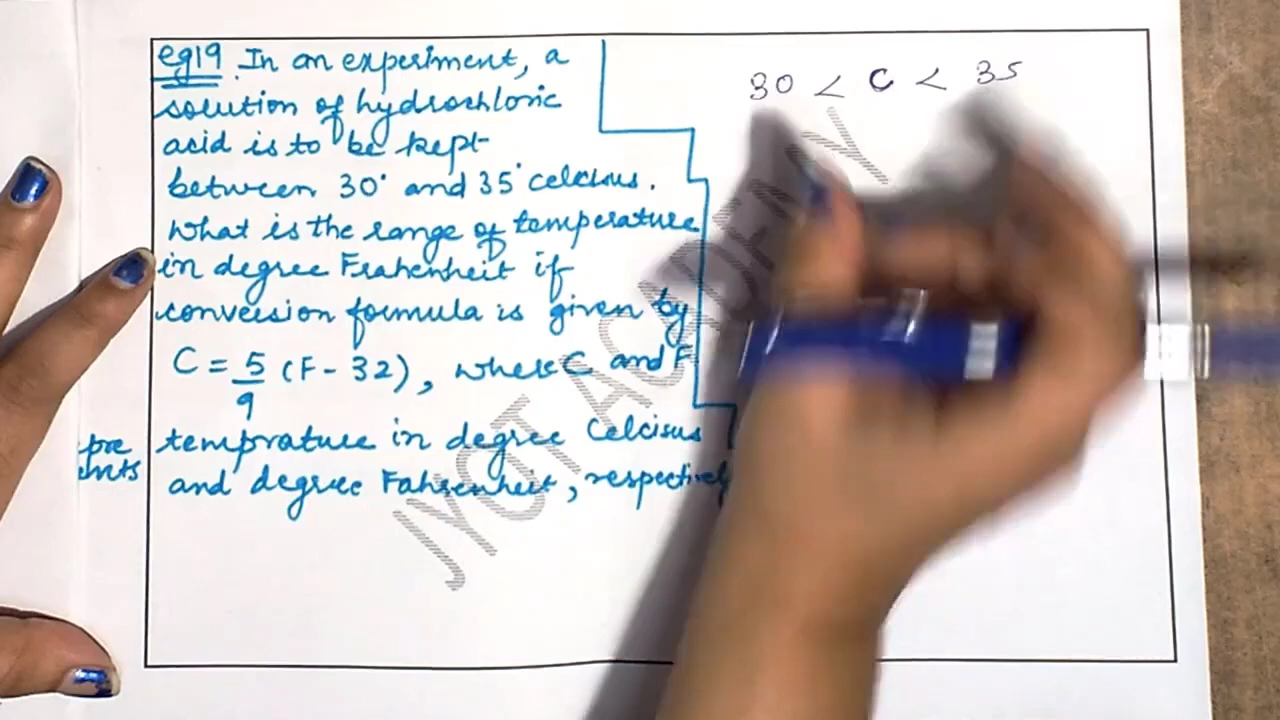 eg19. In an experiment, a
solution of hydrochloric
acid is to be kept
between 30° and 35° celcius.
What is the range of temperature
in degree Frahenheit if
conversion formula is given by
C = 5/9 (F - 32), where C and F
temprature in degree Celcisus
and degree Fahrenheit, respectively
30 < C < 35